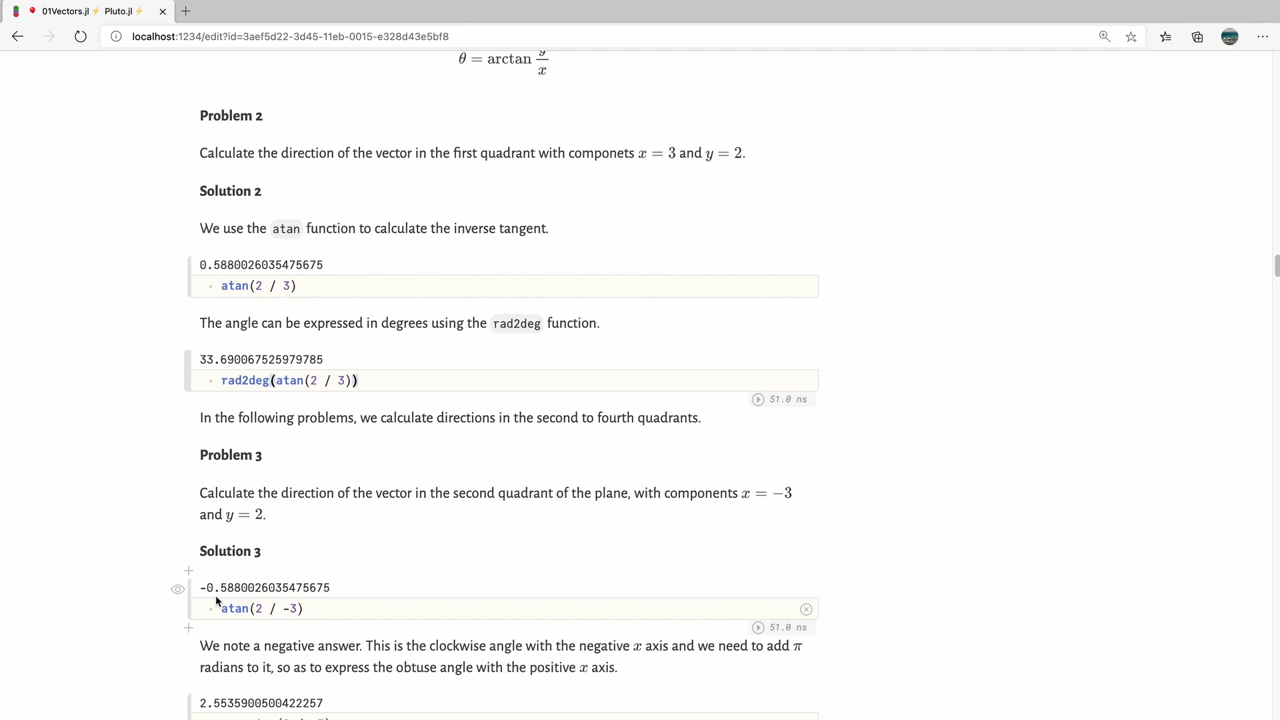 01Vectors.jl⚡ Pluto.jl⚡
localhost:1234/edit?id=3aef5d22-3d45-11eb-0015-e328d43e5bf8
θ = arctan y/x
Problem 2
Calculate the direction of the vector in the first quadrant with componets x = 3 and y = 2.
Solution 2
We use the atan function to calculate the inverse tangent.
0.5880026035475675
atan(2 / 3)
The angle can be expressed in degrees using the rad2deg function.
33.690067525979785
rad2deg(atan(2 / 3))
51.0 ns
In the following problems, we calculate directions in the second to fourth quadrants.
Problem 3
Calculate the direction of the vector in the second quadrant of the plane, with components x = −3
and y = 2.
Solution 3
-0.5880026035475675
atan(2 / -3)
51.0 ns
We note a negative answer. This is the clockwise angle with the negative x axis and we need to add π
radians to it, so as to express the obtuse angle with the positive x axis.
2.5535900500422257